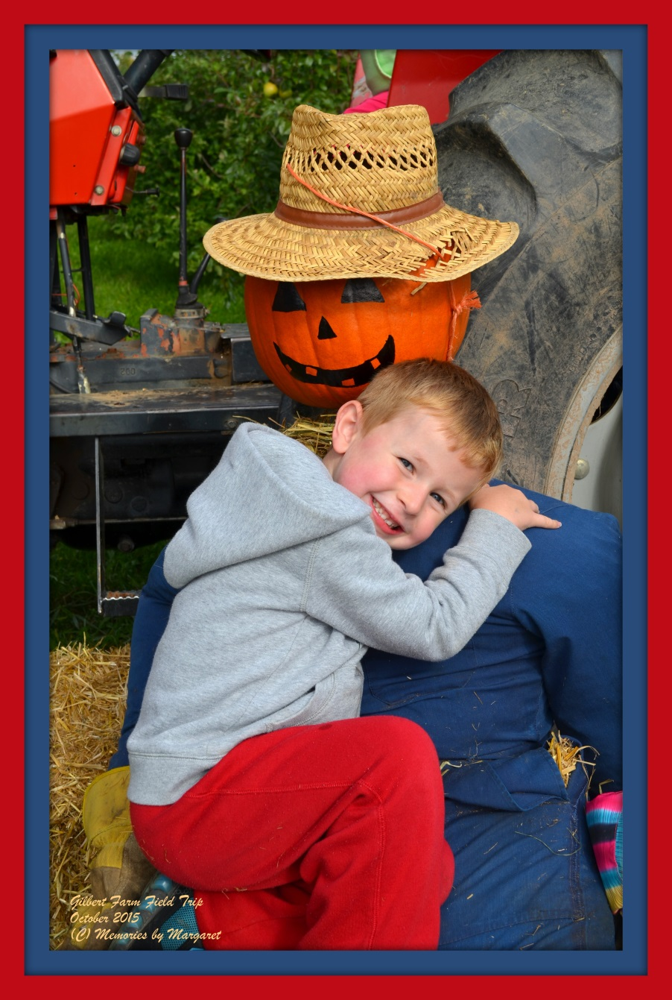 Gilbert Farm Field Trip
October 2015
(C) Memories by Margaret